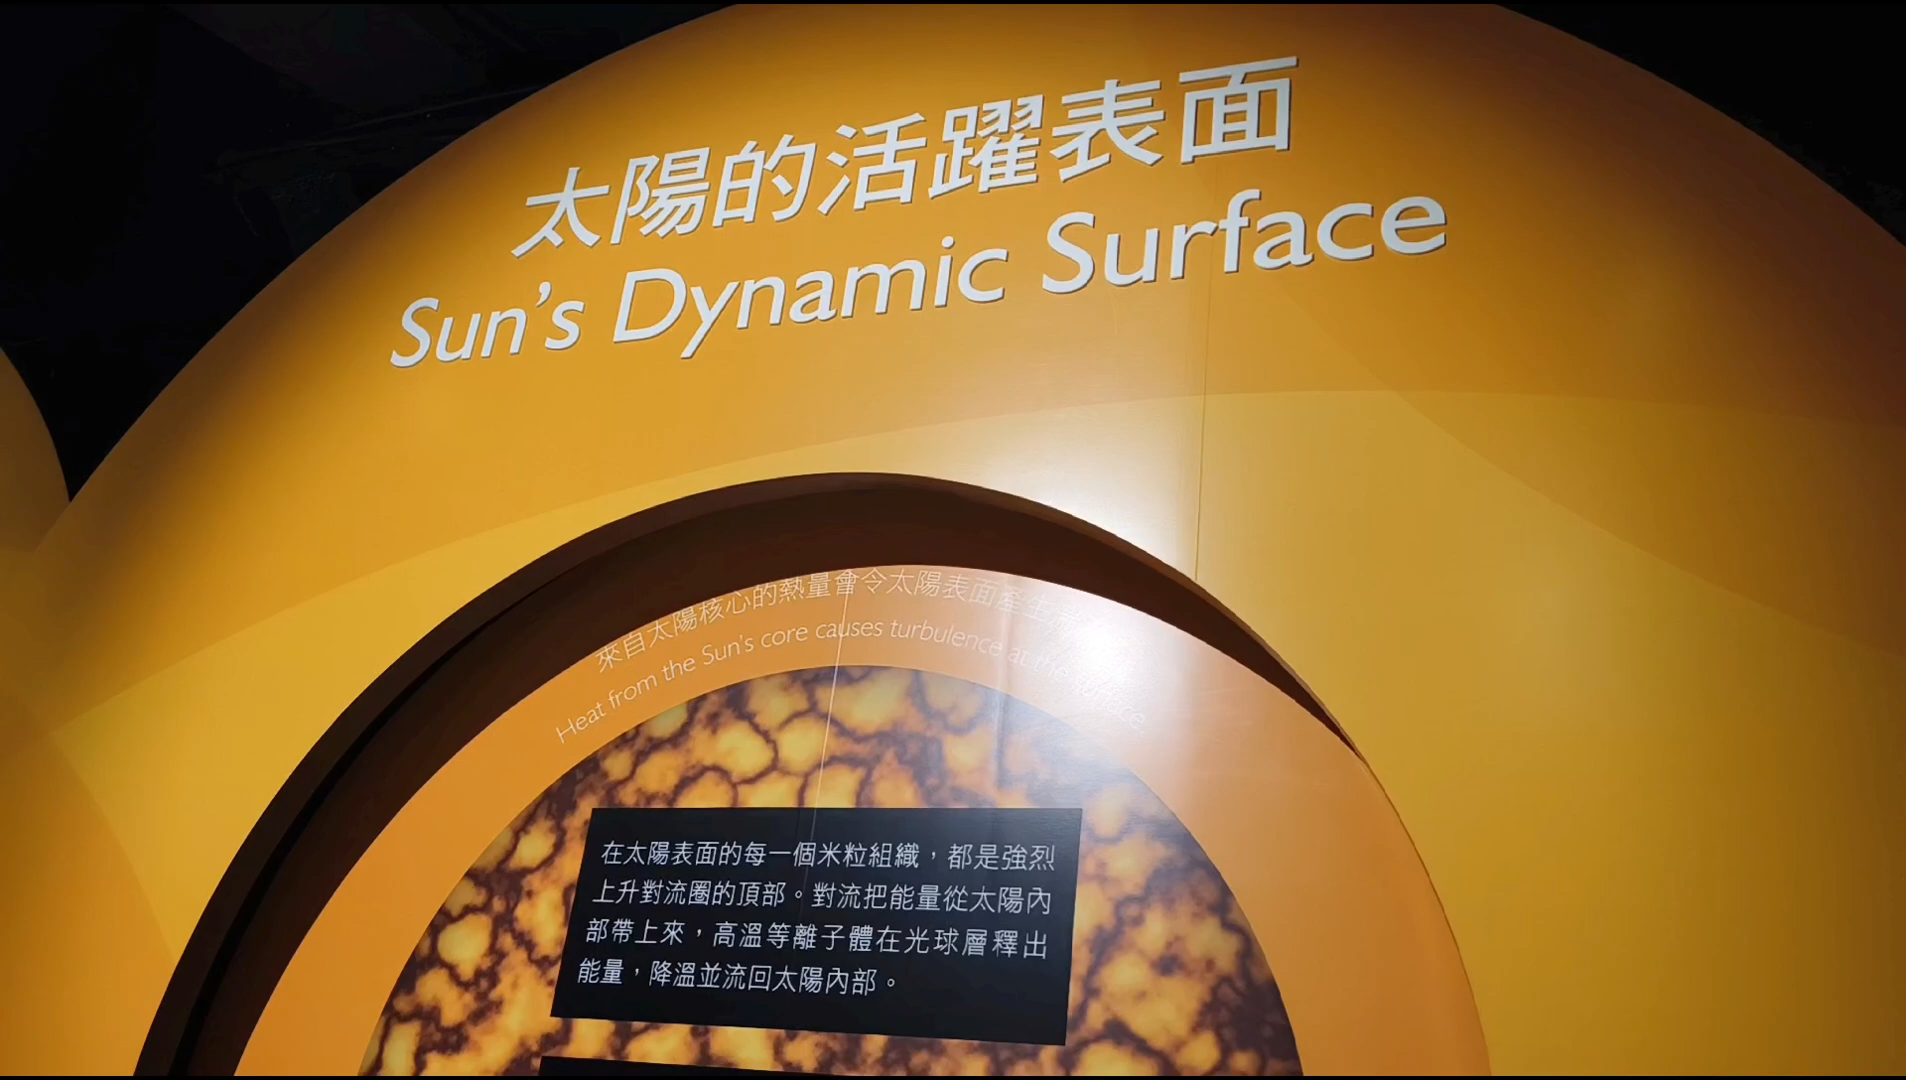 太陽的活躍表面
Sun's Dynamic Surface
來自太陽核心的熱量會令太陽表面產生
Heat from the Sun's core causes turbulence at the surface
在太陽表面的每一個米粒組織，都是強烈
上升對流圈的頂部。對流把能量從太陽內
部帶上來，高溫等離子體在光球層釋出
能量，降溫並流回太陽內部。